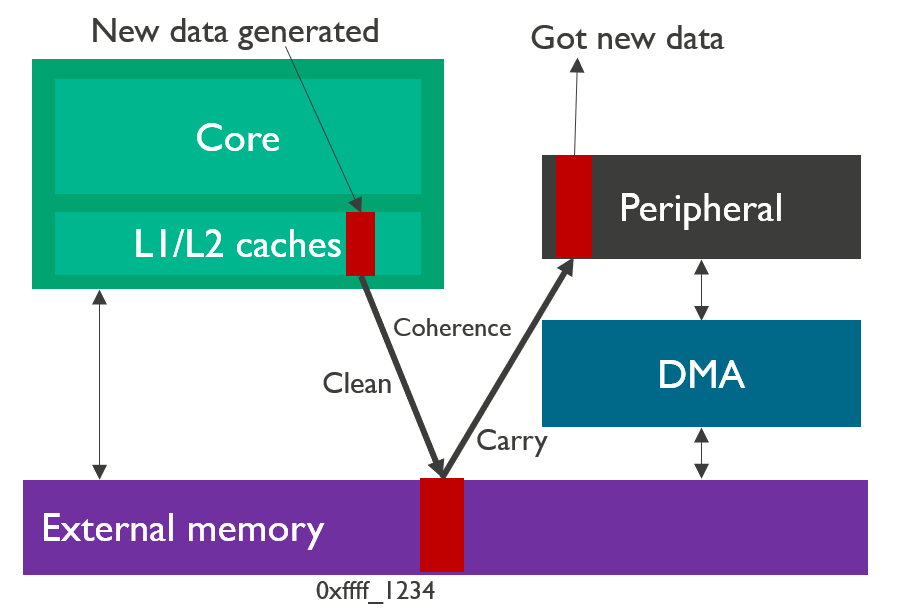 New data generated
Got new data
Core
L1/L2 caches
Peripheral
Coherence
Clean
DMA
Carry
External memory
0xffff_1234